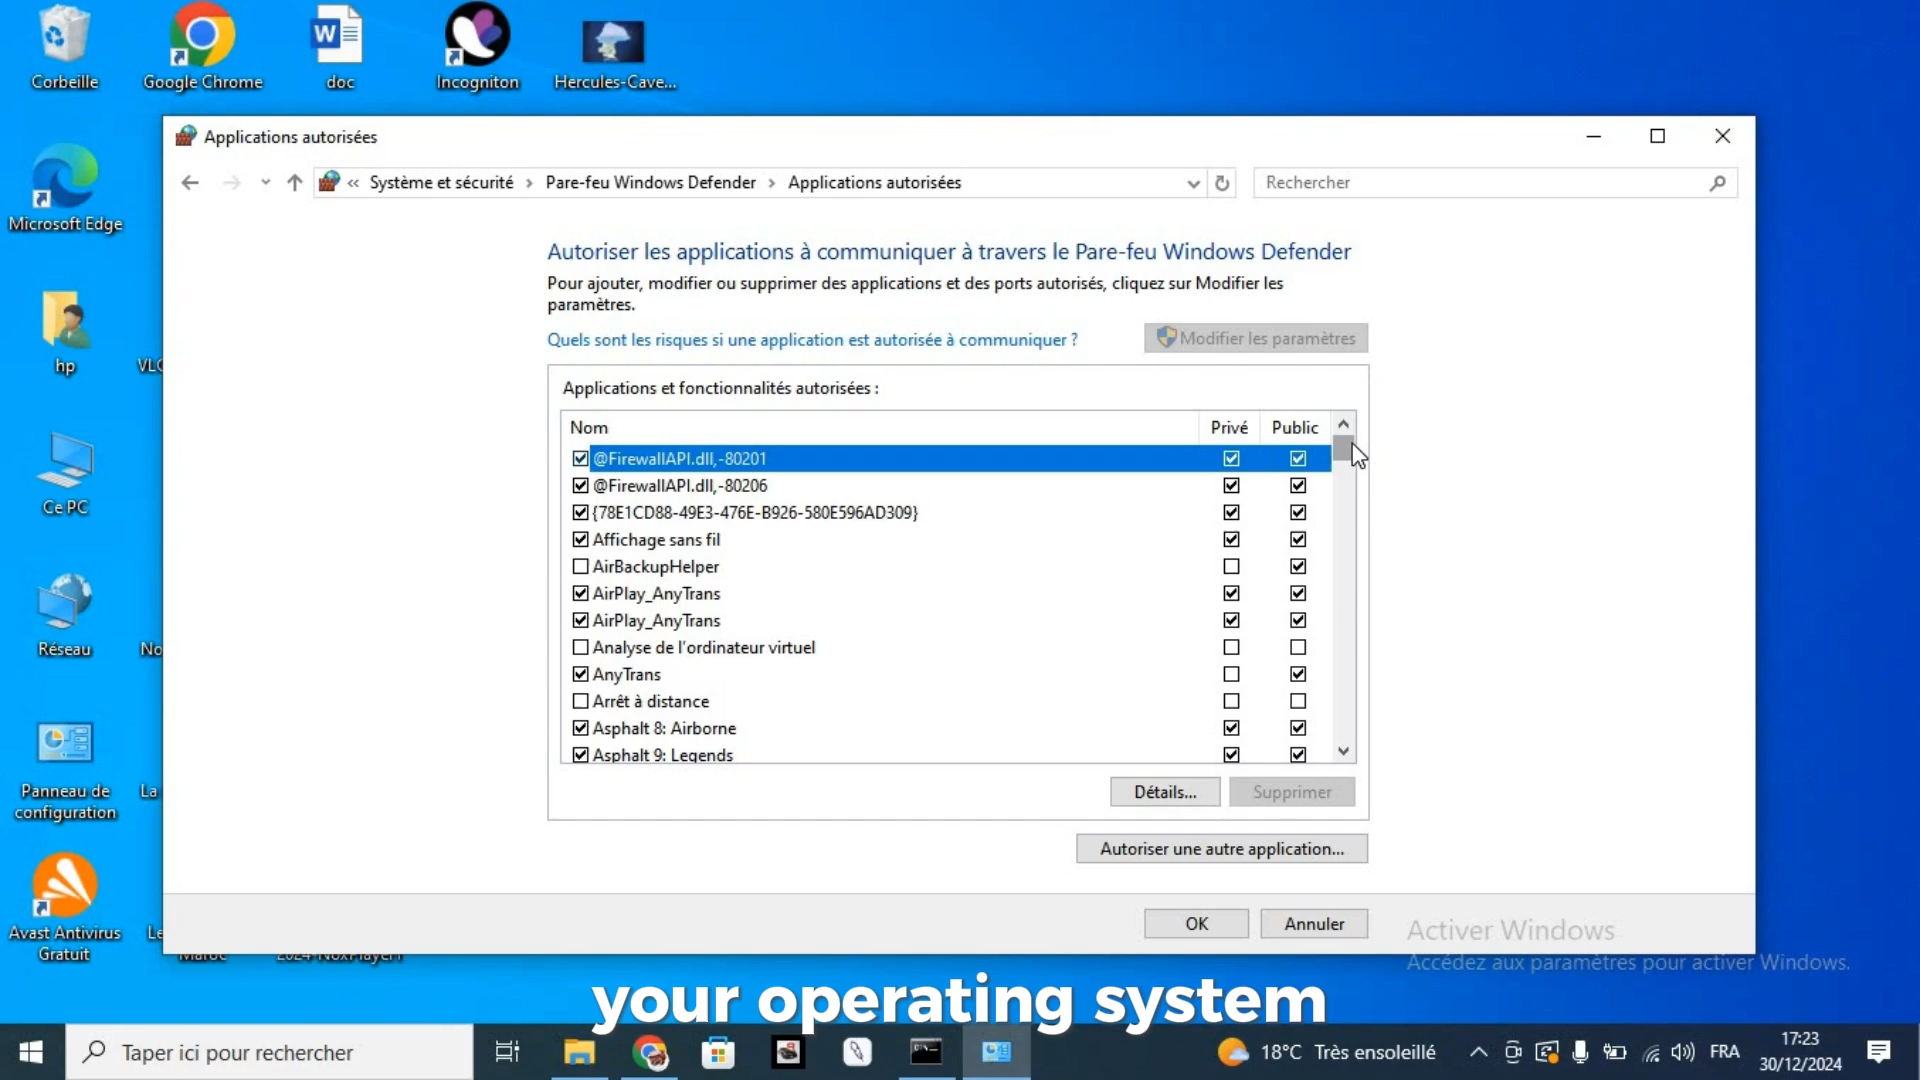 Corbeille
Google Chrome
doc
Incogniton
Hercules-Cave...
Microsoft Edge
hp
VLC
Ce PC
Réseau
No
Panneau de
configuration
La
Avast Antivirus
Gratuit
Le
Maroc
2024-NoxPlayer!
Applications autorisées
« Système et sécurité › Pare-feu Windows Defender › Applications autorisées
Rechercher
Autoriser les applications à communiquer à travers le Pare-feu Windows Defender
Pour ajouter, modifier ou supprimer des applications et des ports autorisés, cliquez sur Modifier les
paramètres.
Quels sont les risques si une application est autorisée à communiquer ?
Modifier les paramètres
Applications et fonctionnalités autorisées :
Nom Privé Public
@FirewallAPI.dll,-80201
@FirewallAPI.dll,-80206
{78E1CD88-49E3-476E-B926-580E596AD309}
Affichage sans fil
AirBackupHelper
AirPlay_AnyTrans
AirPlay_AnyTrans
Analyse de l'ordinateur virtuel
AnyTrans
Arrêt à distance
Asphalt 8: Airborne
Asphalt 9: Legends
Détails...
Supprimer
Autoriser une autre application...
OK
Annuler
Activer Windows
Accédez aux paramètres pour activer Windows.
your operating system
Taper ici pour rechercher
18°C Très ensoleillé
FRA
17:23
30/12/2024